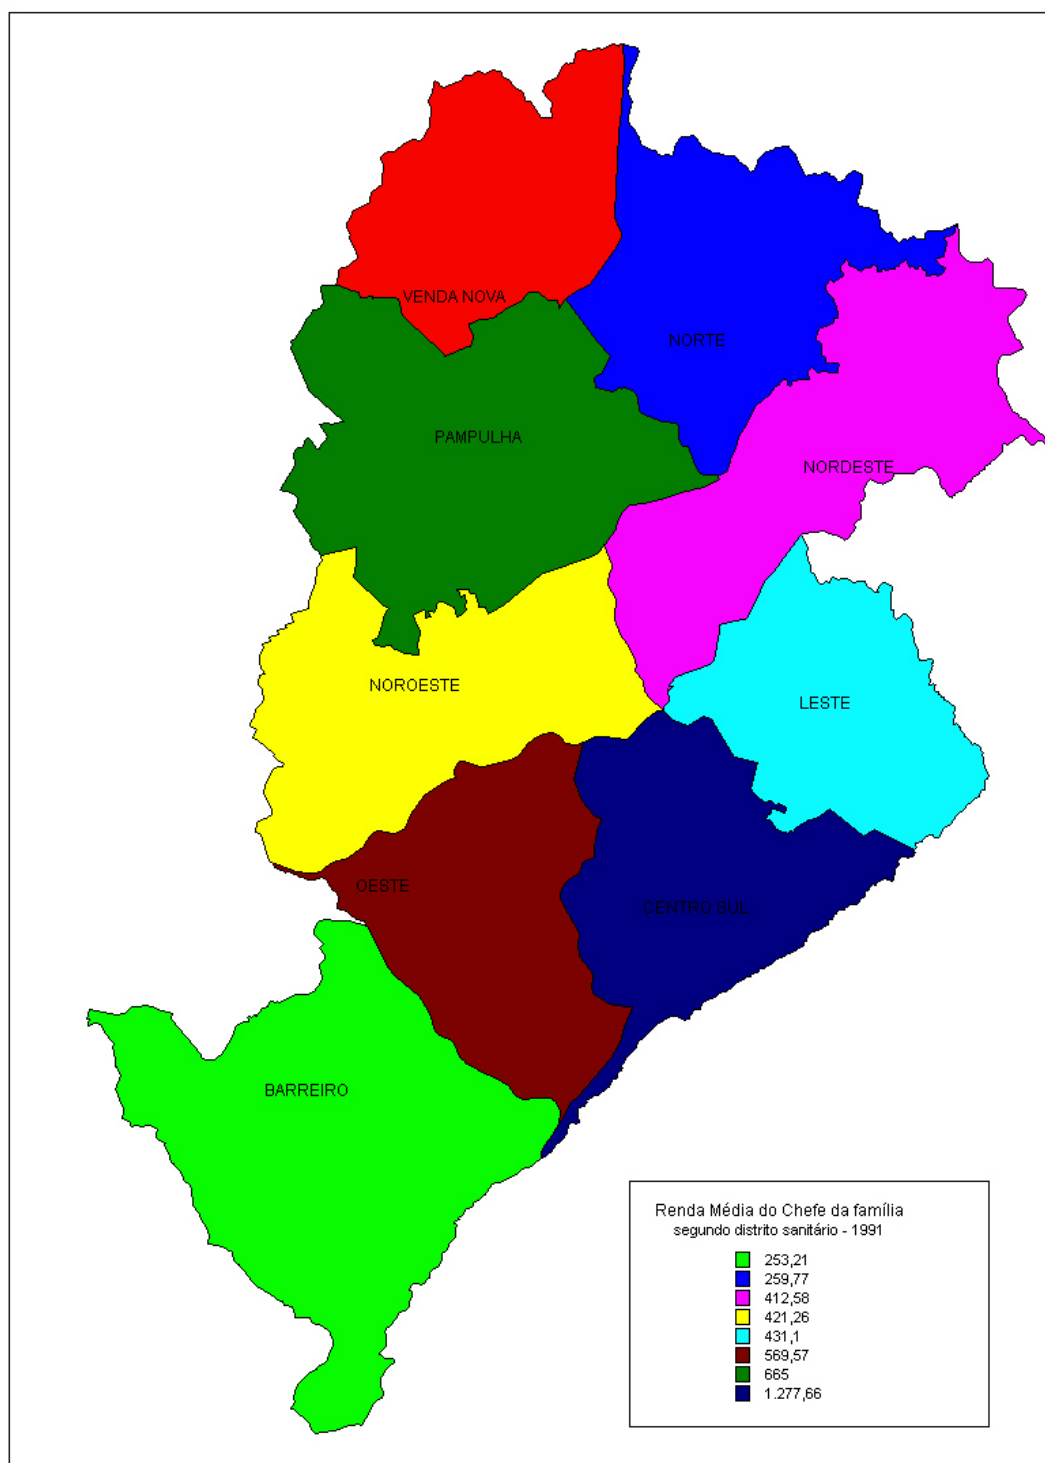 VENDA NOVA
NORTE
PAMPULHA
NORDESTE
NOROESTE
LESTE
OESTE
CENTRO SUL
BARREIRO
Renda Média do Chefe da família
segundo distrito sanitário - 1991
253,21
259,77
412,58
421,26
431,1
569,57
665
1.277,66